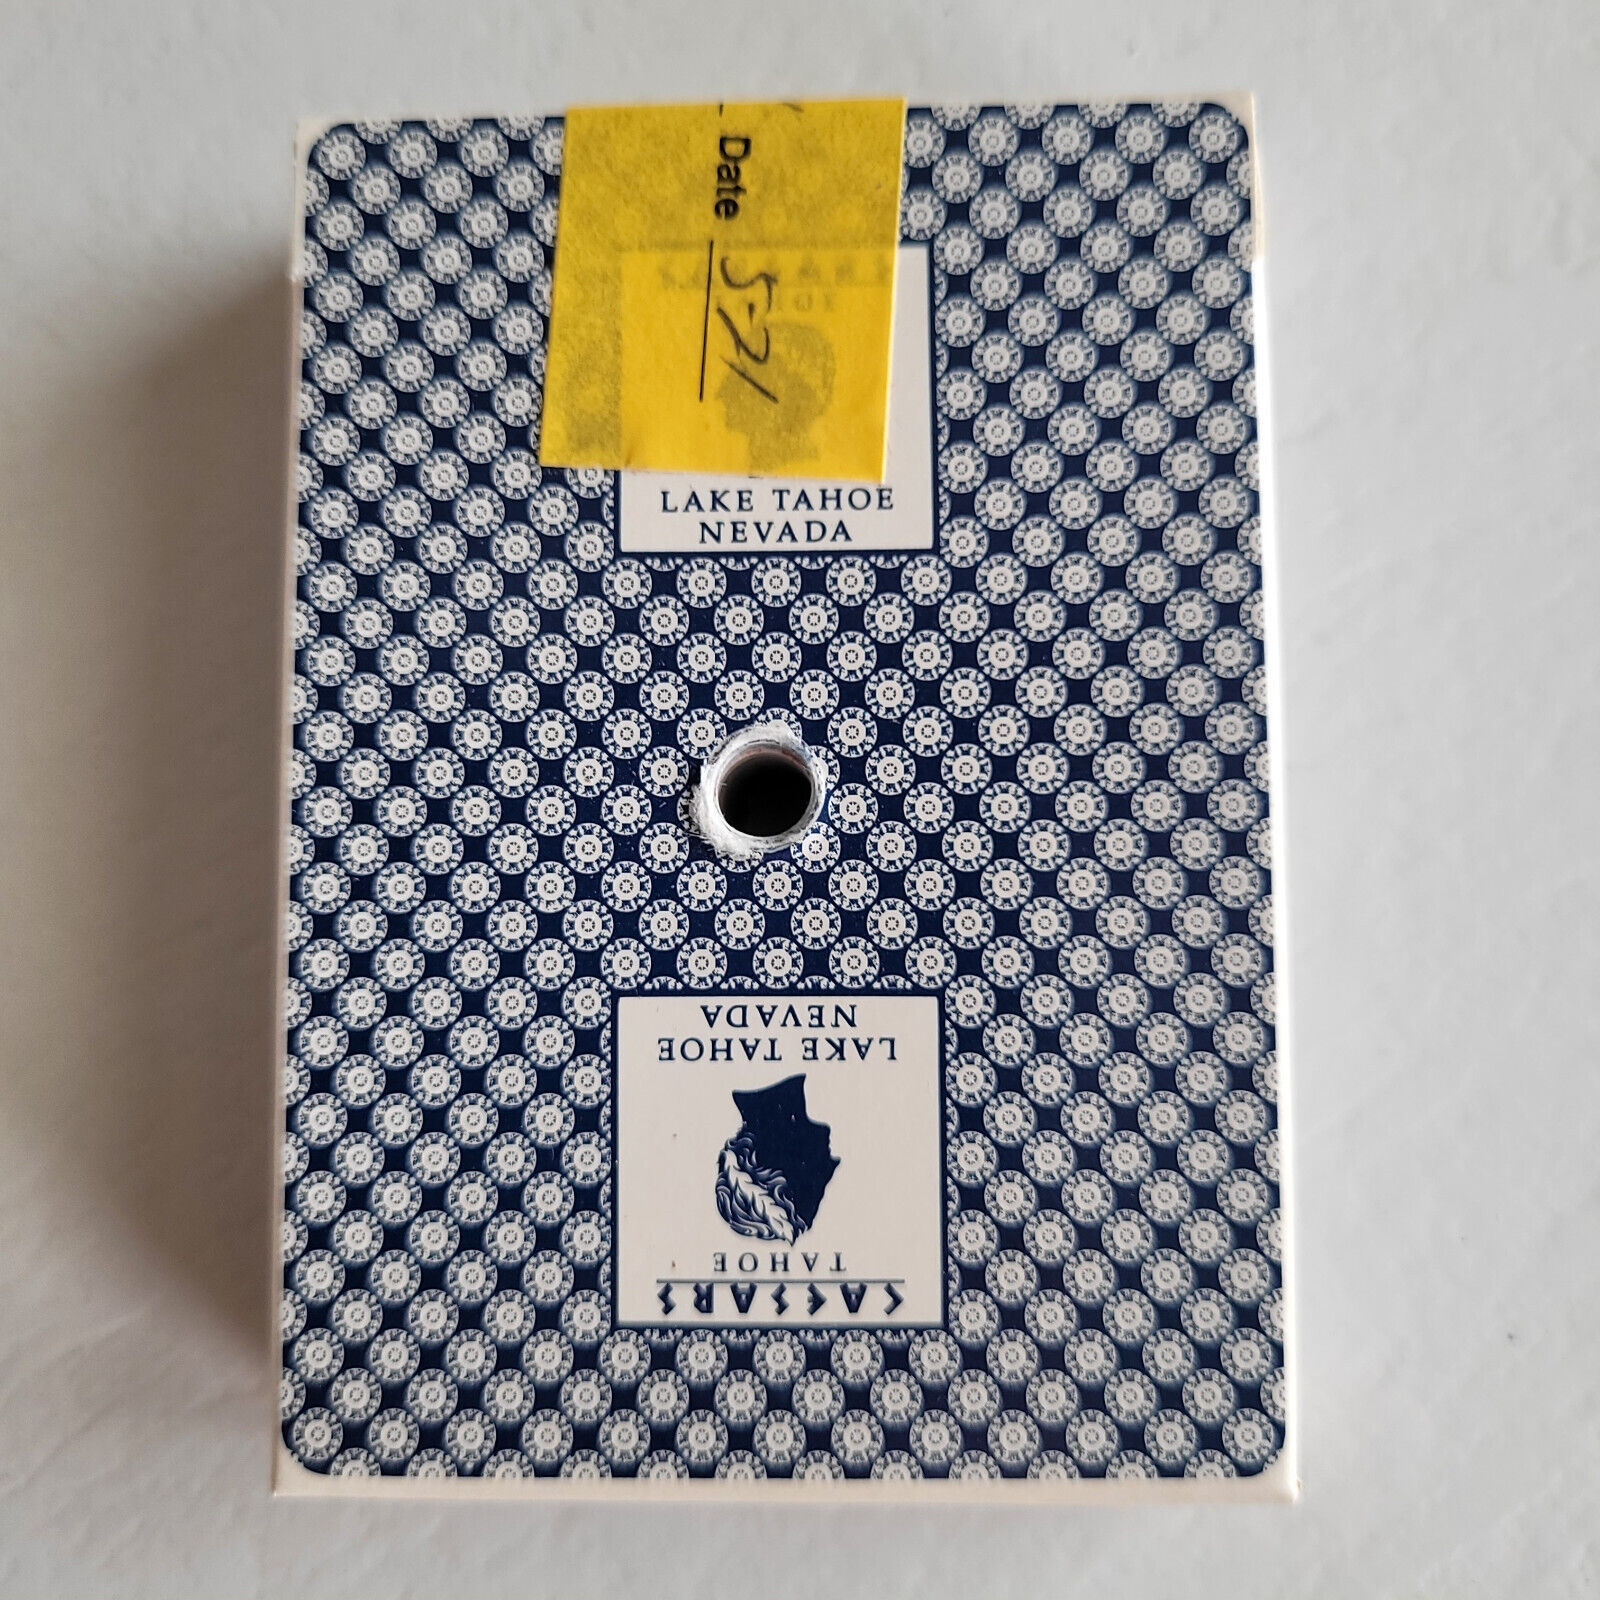 Date 5-21
LAKE TAHOE
NEVADA
CAESARS
TAHOE
LAKE TAHOE
NEVADA